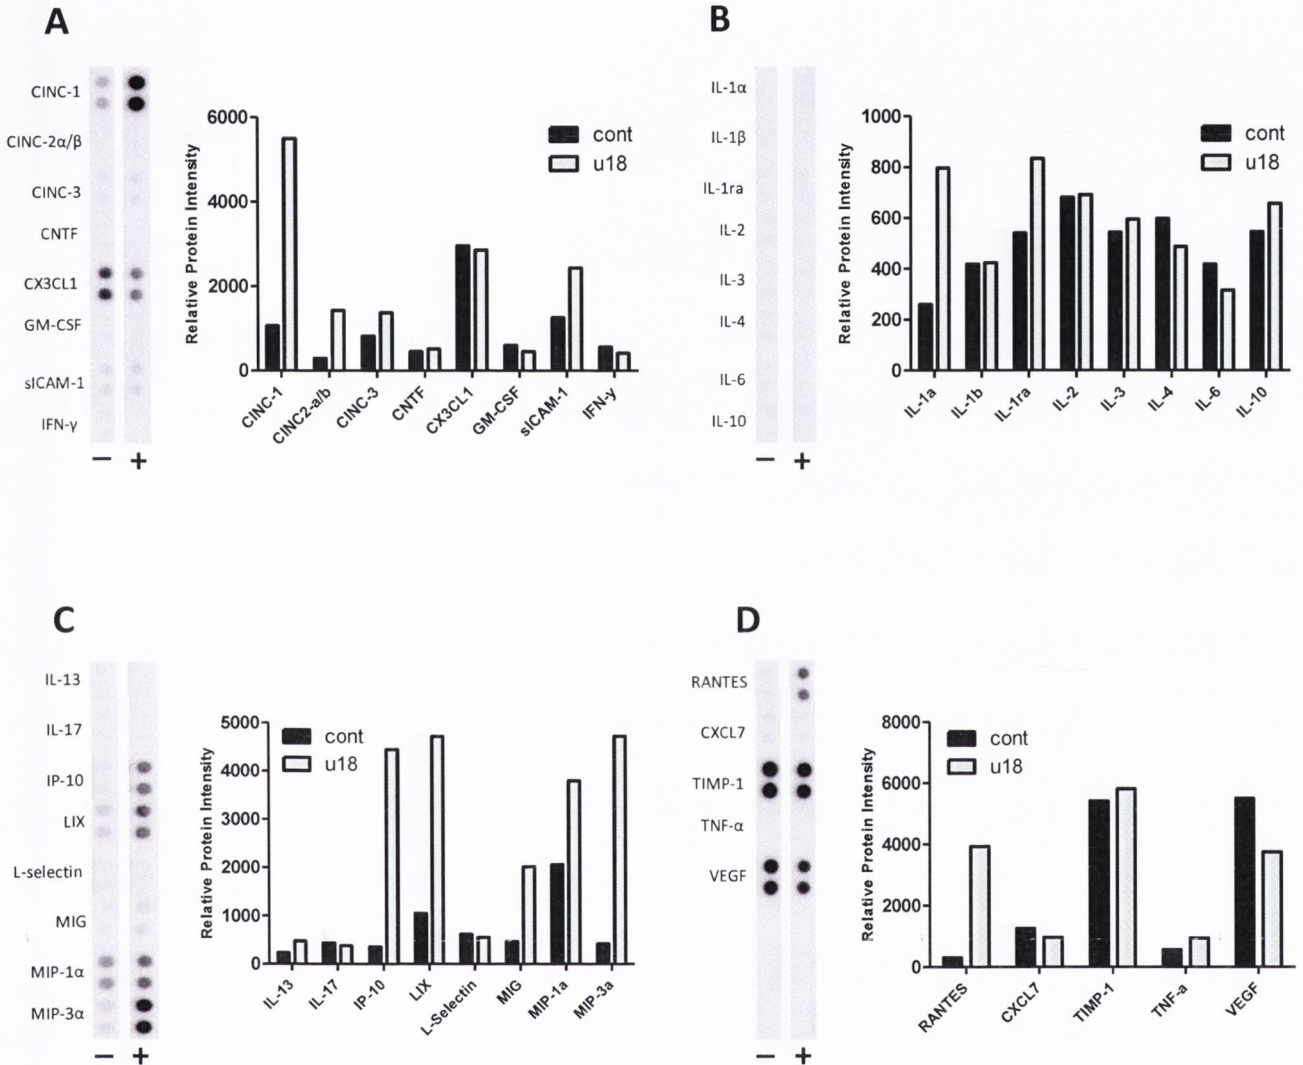 A
CINC-1
CINC-2α/β
CINC-3
CNTF
CX3CL1
GM-CSF
sICAM-1
IFN-γ
− +
Relative Protein Intensity
6000
4000
2000
0
cont
u18
CINC-1 CINC2-a/b CINC-3 CNTF CX3CL1 GM-CSF sICAM-1 IFN-y
B
IL-1α
IL-1β
IL-1ra
IL-2
IL-3
IL-4
IL-6
IL-10
− +
Relative Protein Intensity
1000
800
600
400
200
0
cont
u18
IL-1a IL-1b IL-1ra IL-2 IL-3 IL-4 IL-6 IL-10
C
IL-13
IL-17
IP-10
LIX
L-selectin
MIG
MIP-1α
MIP-3α
− +
Relative Protein Intensity
5000
4000
3000
2000
1000
0
cont
u18
IL-13 IL-17 IP-10 LIX L-Selectin MIG MIP-1a MIP-3a
D
RANTES
CXCL7
TIMP-1
TNF-α
VEGF
− +
Relative Protein Intensity
8000
6000
4000
2000
0
cont
u18
RANTES CXCL7 TIMP-1 TNF-a VEGF